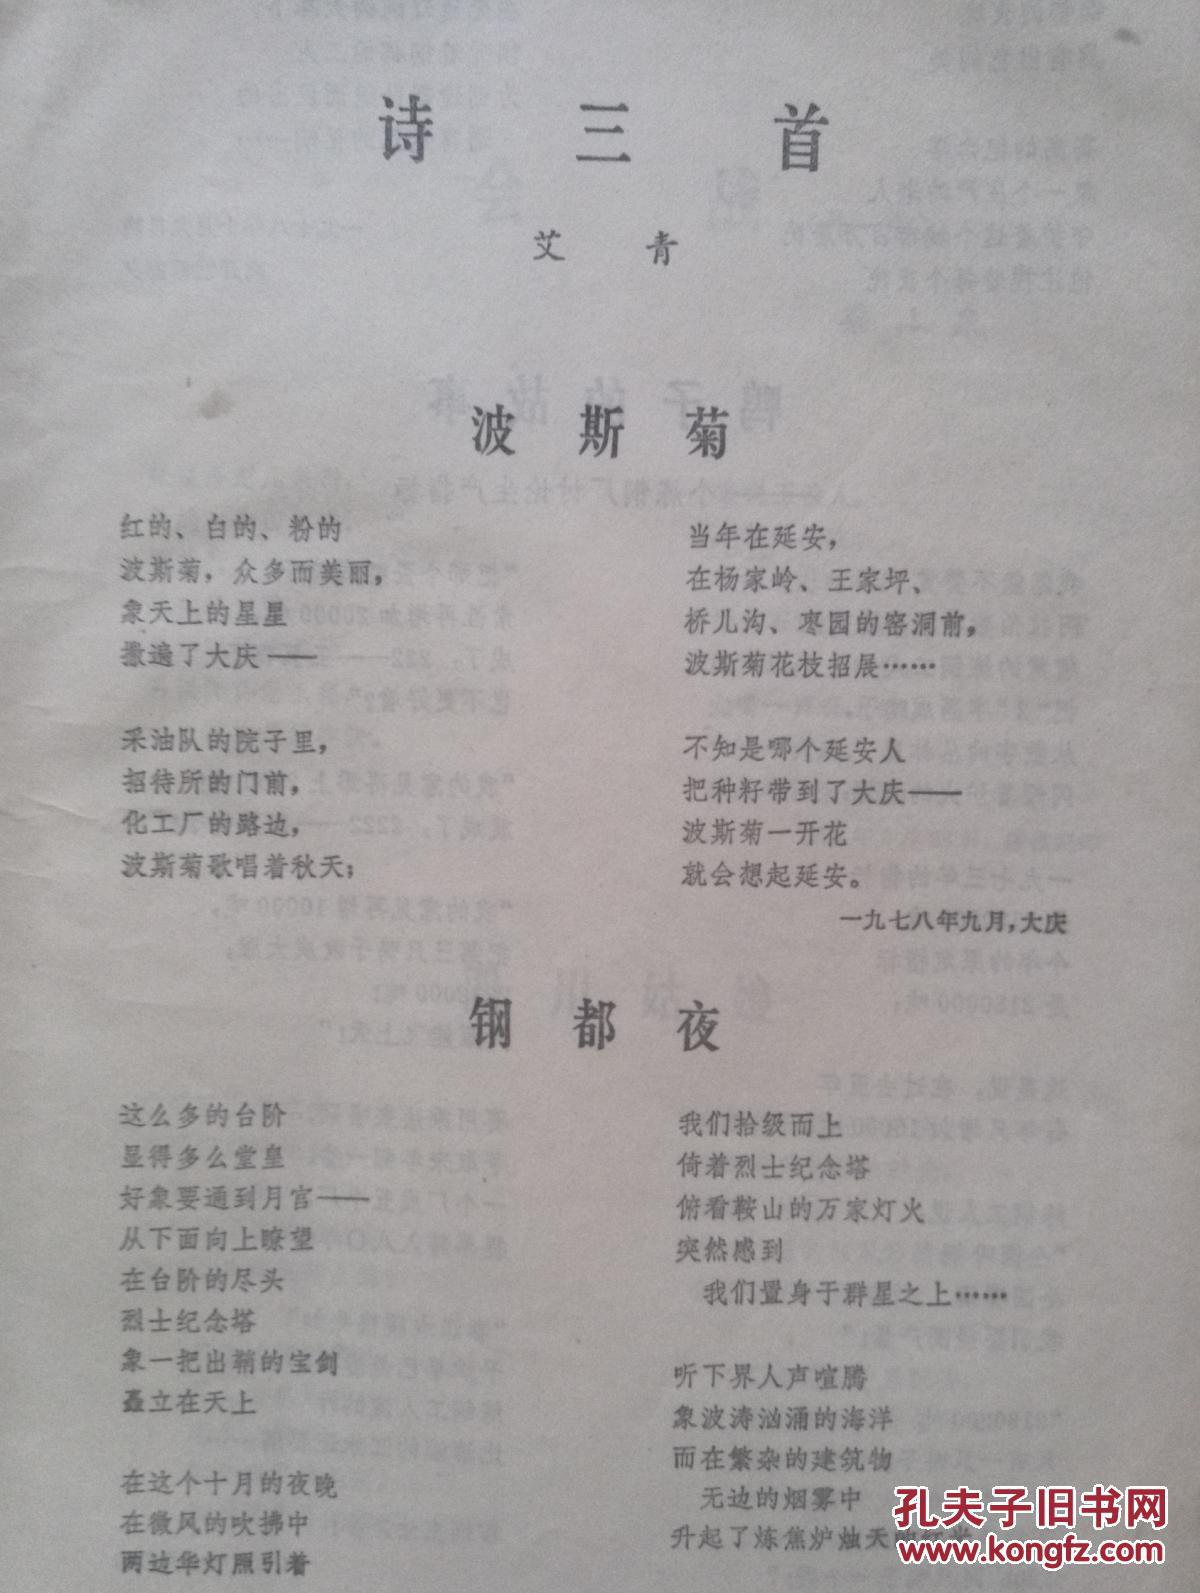 诗三首
艾青
波斯菊
红的、白的、粉的
波斯菊，众多而美丽，
象天上的星星
撒遍了大庆——
采油队的院子里，
招待所的门前，
化工厂的路边，
波斯菊歌唱着秋天；
当年在延安，
在杨家岭、王家坪、
桥儿沟、枣园的窑洞前，
波斯菊花枝招展……
不知是哪个延安人
把种籽带到了大庆——
波斯菊一开花
就会想起延安。
一九七八年九月，大庆
钢都夜
这么多的台阶
显得多么堂皇
好象要通到月宫——
从下面向上瞭望
在台阶的尽头
烈士纪念塔
象一把出鞘的宝剑
矗立在天上
在这个十月的夜晚
在微风的吹拂中
两边华灯照引着
我们拾级而上
倚着烈士纪念塔
俯看鞍山的万家灯火
突然感到
我们置身于群星之上……
听下界人声喧腾
象波涛汹涌的海洋
而在繁杂的建筑物
无边的烟雾中
升起了炼焦炉烛天的红光
孔夫子旧书网
www.kongfz.com